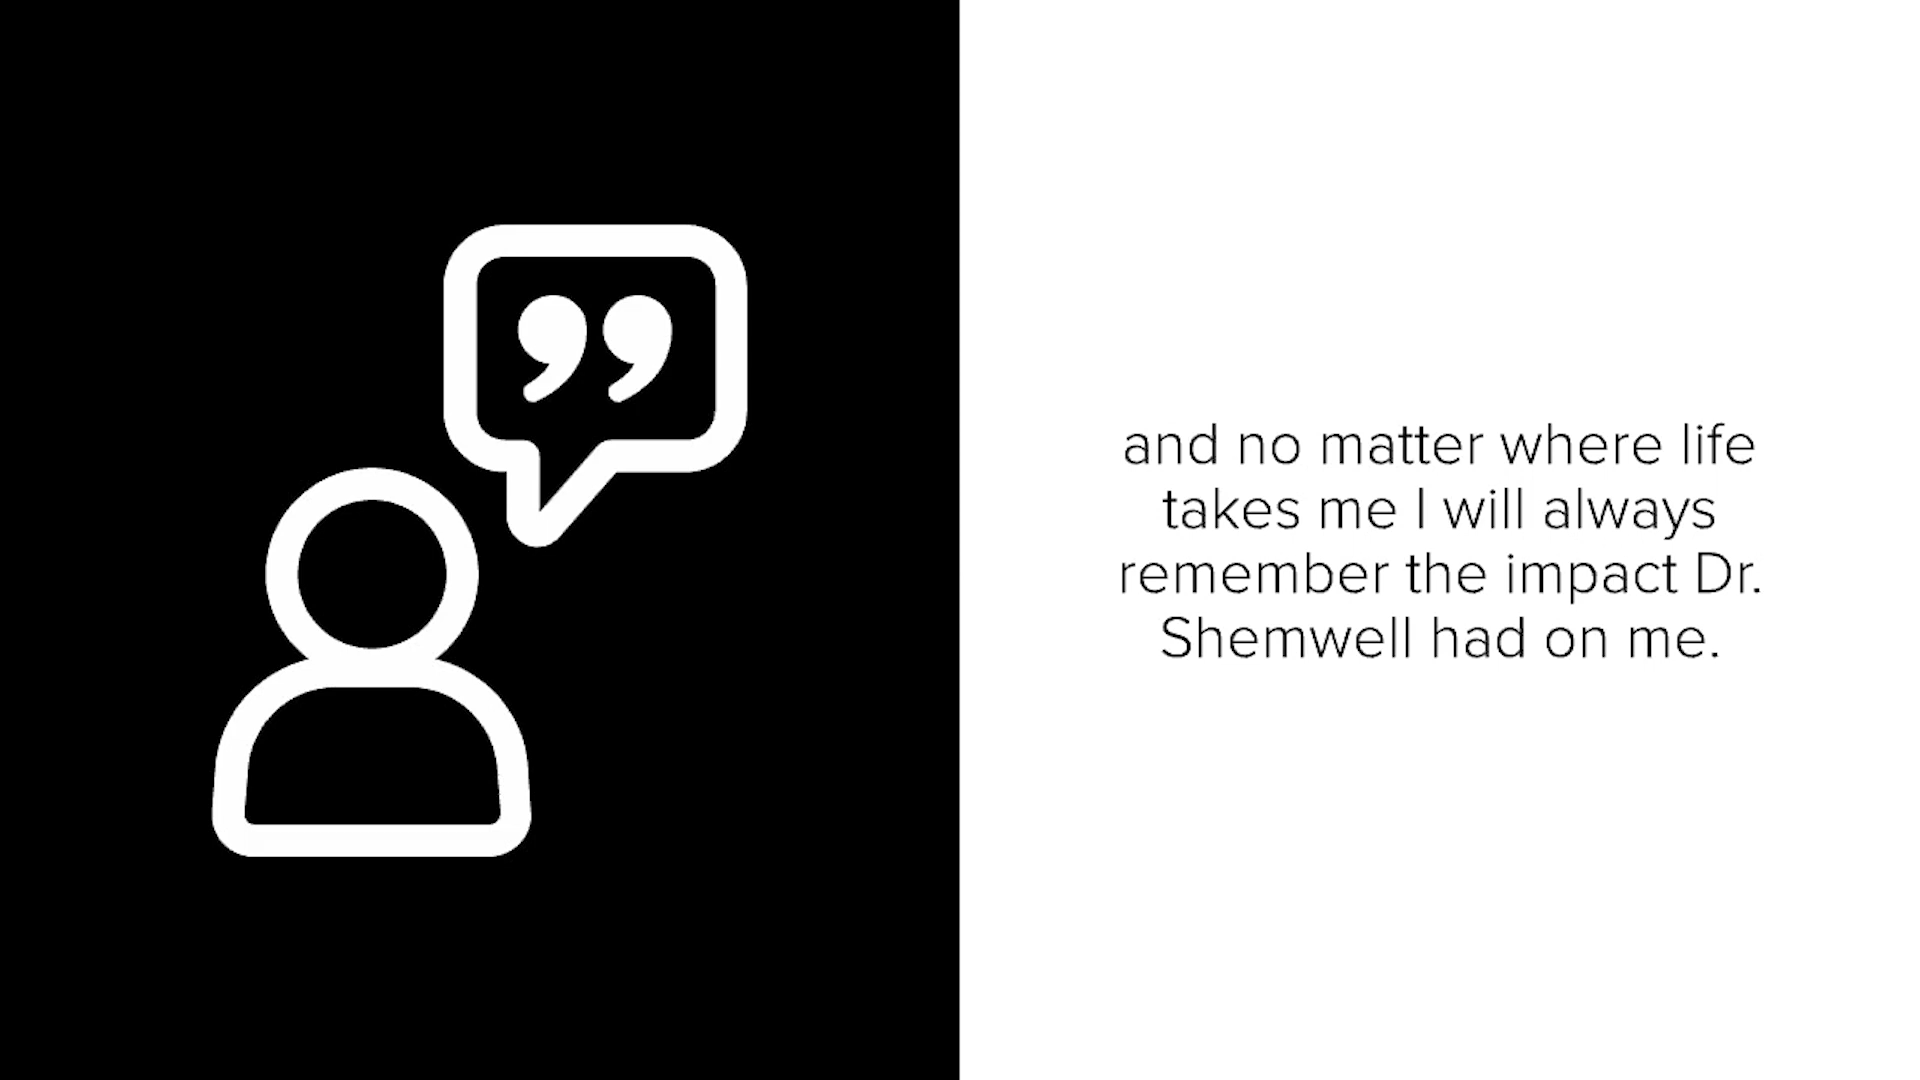 and no matter where life
takes me I will always
remember the impact Dr.
Shemwell had on me.